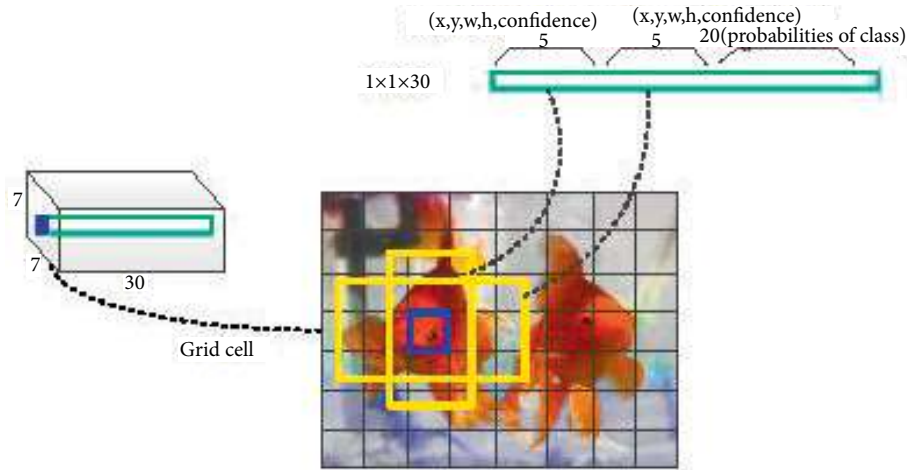 (x,y,w,h,confidence)
5
(x,y,w,h,confidence)
5
20(probabilities of class)
1×1×30
7
7
30
Grid cell